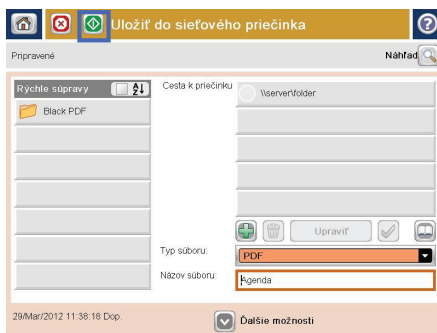 Uložiť do sieťového priečinka
Pripravené
Náhľad
Rýchle súpravy
A
Z
Cesta k priečinku
\\server\folder
Black PDF
Upraviť
Typ súboru:
PDF
Názov súboru:
Agenda
29/Mar/2012 11:38:18 Dop.
Ďalšie možnosti